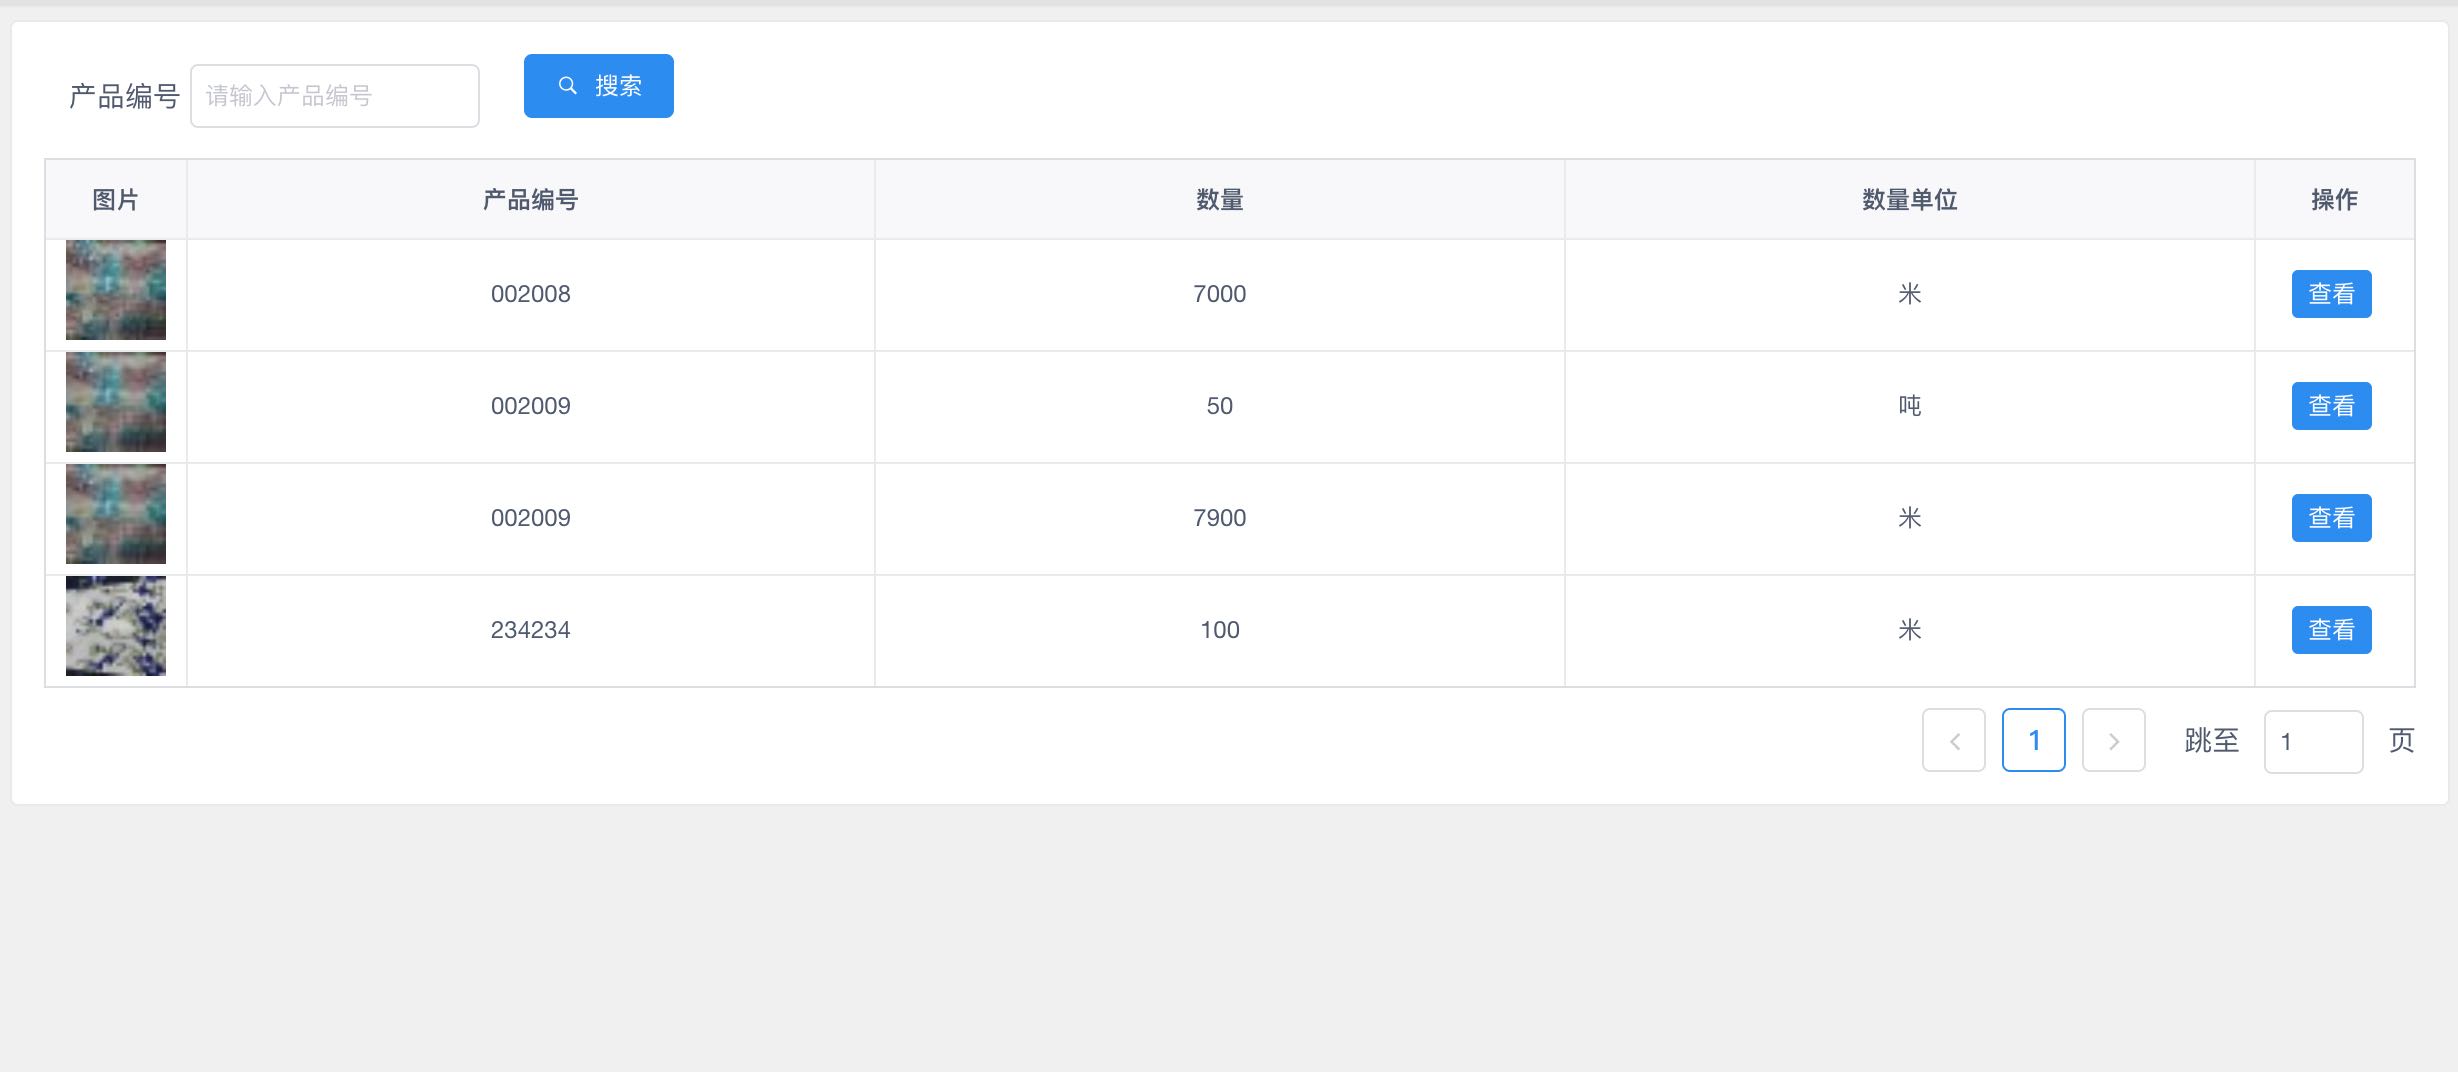 产品编号 请输入产品编号 搜索
图片 产品编号 数量 数量单位 操作
002008 7000 米 查看
002009 50 吨 查看
002009 7900 米 查看
234234 100 米 查看
1 跳至 1 页